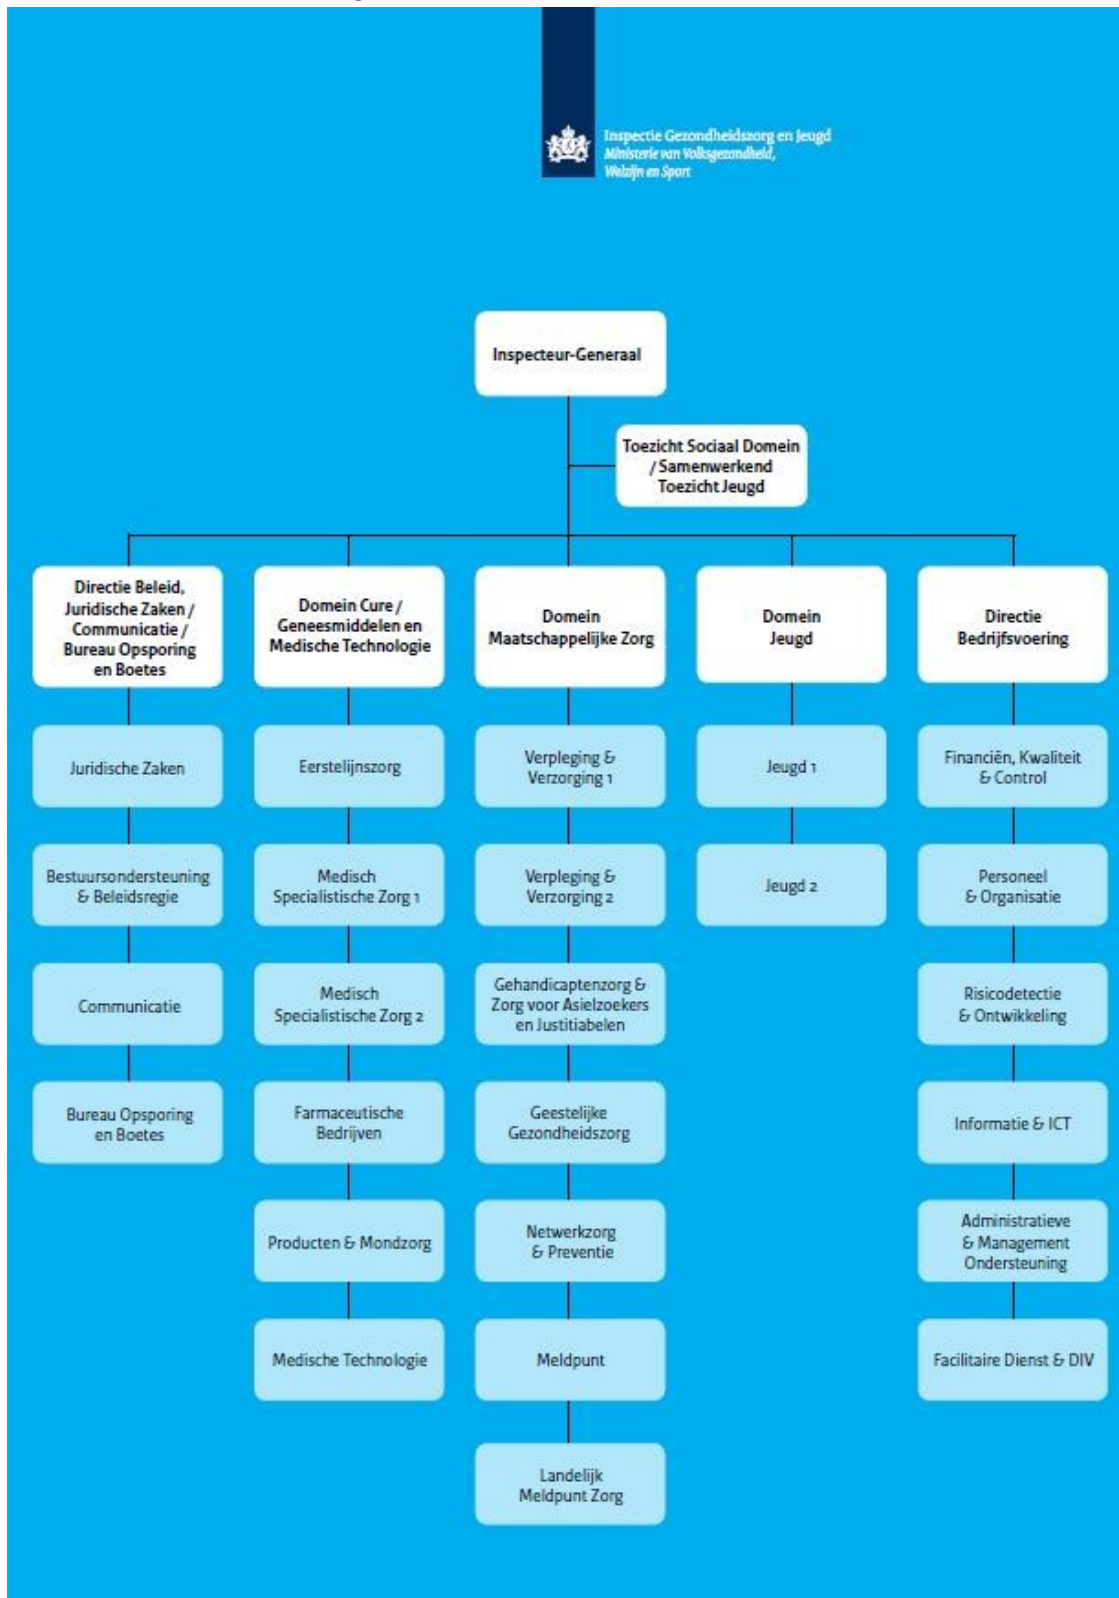 Inspectie Gezondheidszorg en Jeugd
Ministerie van Volksgezondheid,
Welzijn en Sport
Inspecteur-Generaal
Toezicht Sociaal Domein
/ Samenwerkend
Toezicht Jeugd
Directie Beleid,
Juridische Zaken /
Communicatie /
Bureau Opsporing
en Boetes
Domein Cure /
Geneesmiddelen en
Medische Technologie
Domein
Maatschappelijke Zorg
Domein
Jeugd
Directie
Bedrijfsvoering
Juridische Zaken
Eerstelijnszorg
Verpleging &
Verzorging 1
Jeugd 1
Financiën, Kwaliteit
& Control
Bestuursondersteuning
& Beleidsregie
Medisch
Specialistische Zorg 1
Verpleging &
Verzorging 2
Jeugd 2
Personeel
& Organisatie
Communicatie
Medisch
Specialistische Zorg 2
Gehandicaptenzorg &
Zorg voor Asielzoekers
en Justitiabelen
Risicodetectie
& Ontwikkeling
Bureau Opsporing
en Boetes
Farmaceutische
Bedrijven
Geestelijke
Gezondheidszorg
Informatie & ICT
Producten & Mondzorg
Netwerkzorg
& Preventie
Administratieve
& Management
Ondersteuning
Medische Technologie
Meldpunt
Facilitaire Dienst & DIV
Landelijk
Meldpunt Zorg